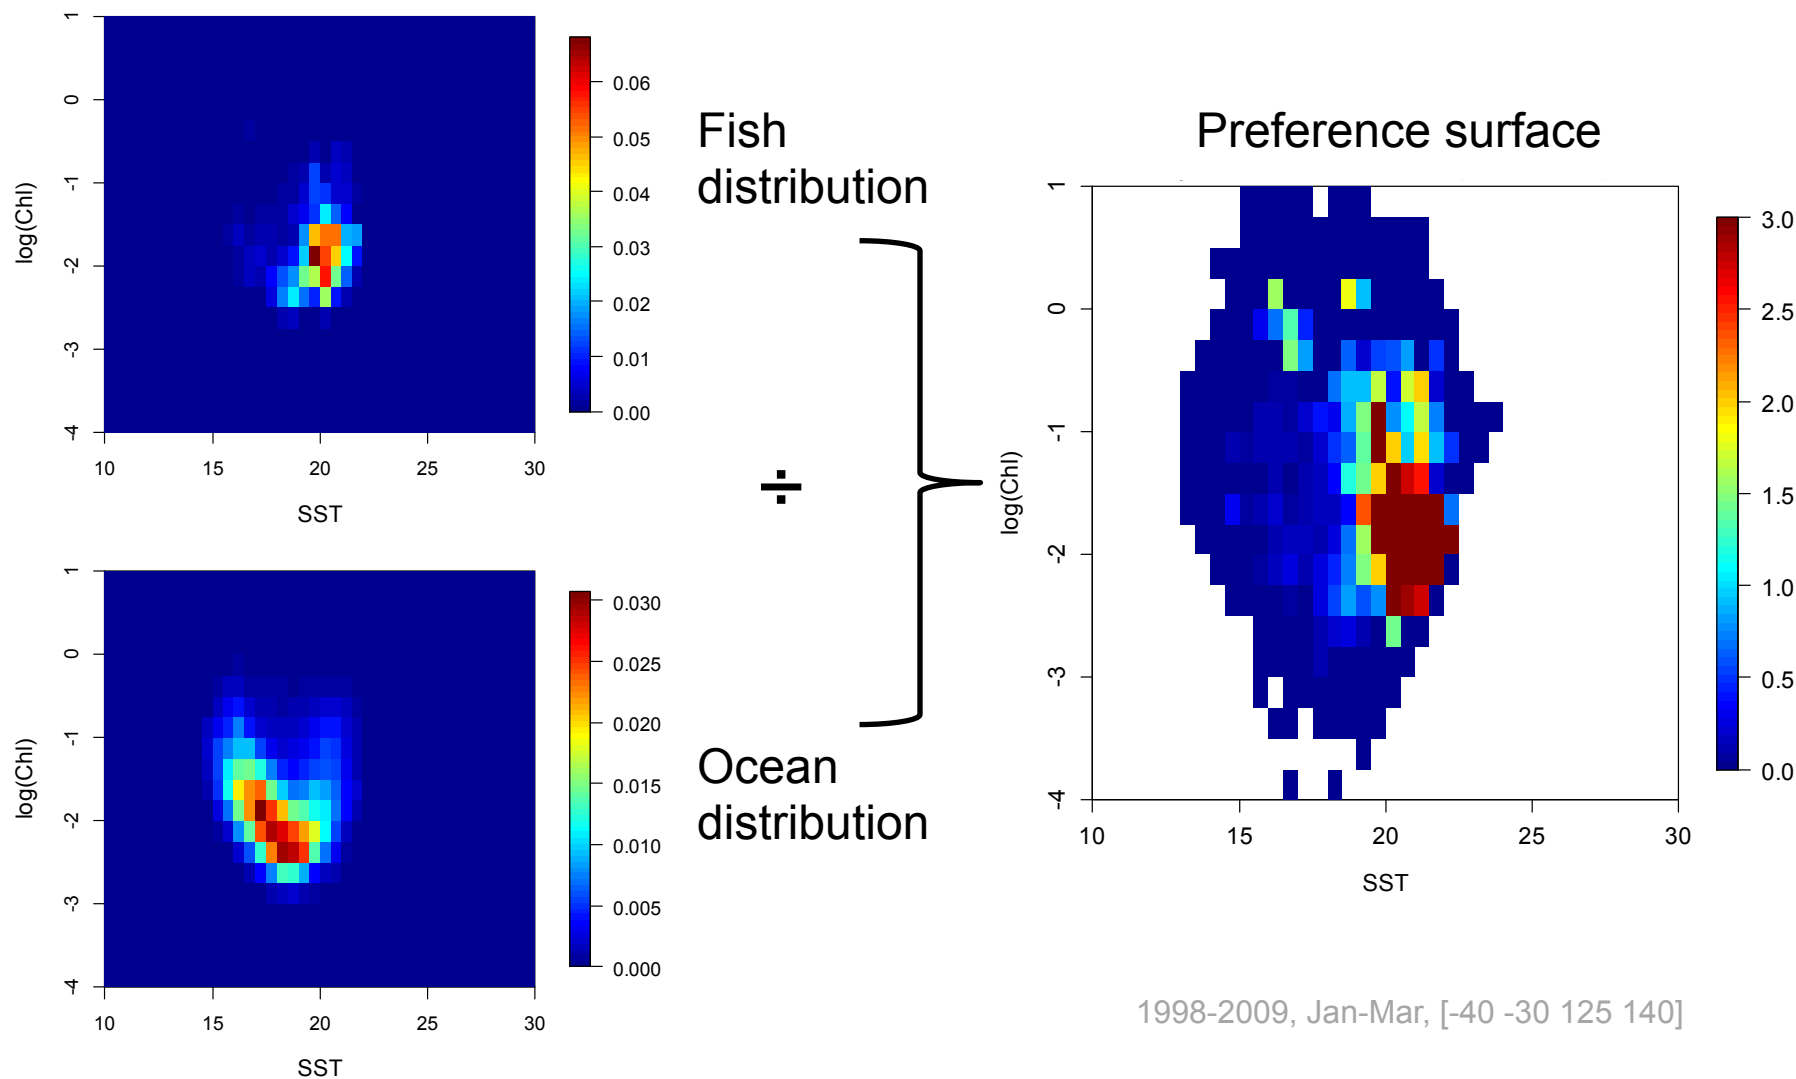 1
0
-1
-2
-3
-4
log(Chl)
10 15 20 25 30
SST
0.06
0.05
0.04
0.03
0.02
0.01
0.00
Fish
distribution
÷
Ocean
distribution
1
0
-1
-2
-3
-4
log(Chl)
10 15 20 25 30
SST
0.030
0.025
0.020
0.015
0.010
0.005
0.000
Preference surface
1
0
-1
-2
-3
-4
log(Chl)
10 15 20 25 30
SST
3.0
2.5
2.0
1.5
1.0
0.5
0.0
1998-2009, Jan-Mar, [-40 -30 125 140]